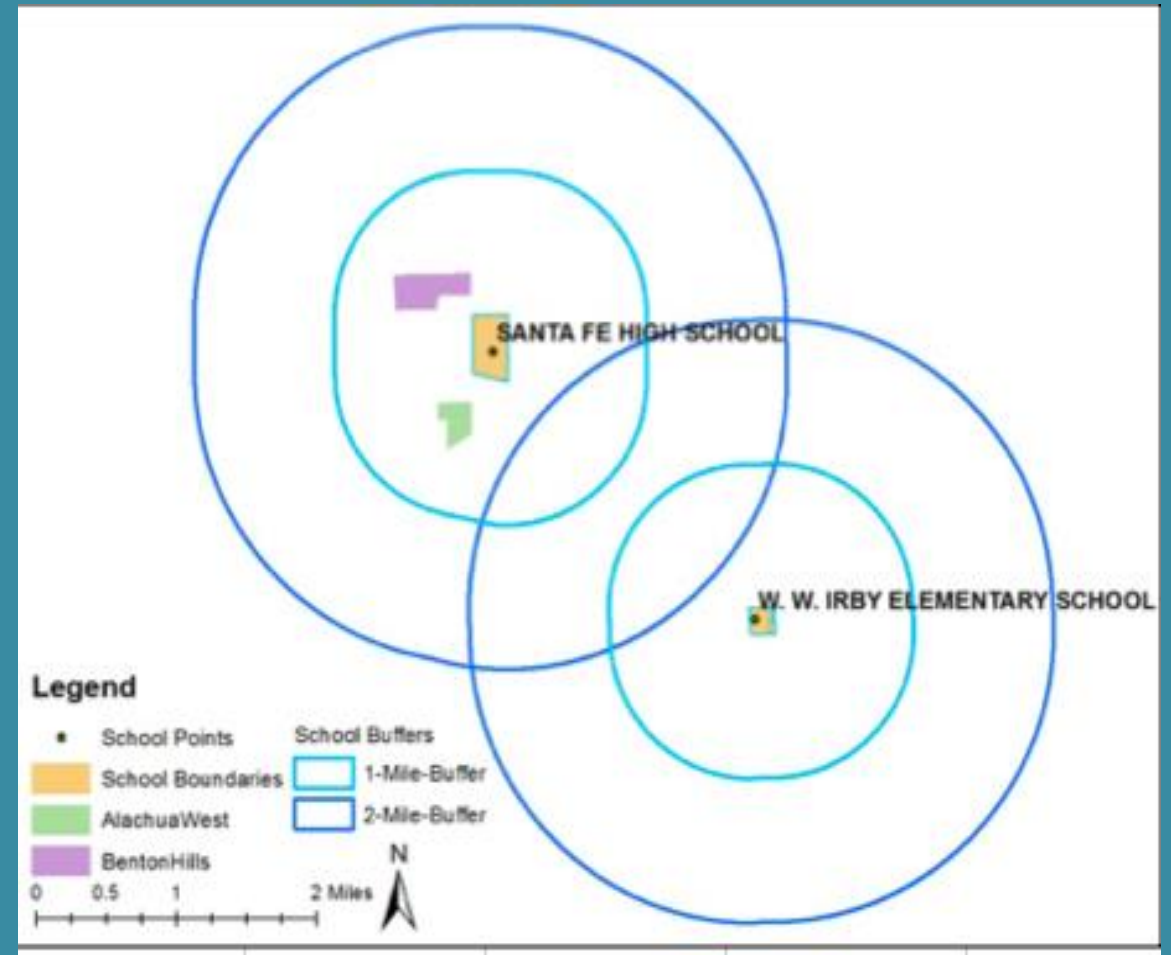 SANTA FE HIGH SCHOOL
W. W. IRBY ELEMENTARY SCHOOL
Legend
School Points
School Boundaries
AlachuaWest
BentonHills
School Buffers
1-Mile-Buffer
2-Mile-Buffer
N
0 0.5 1 2 Miles